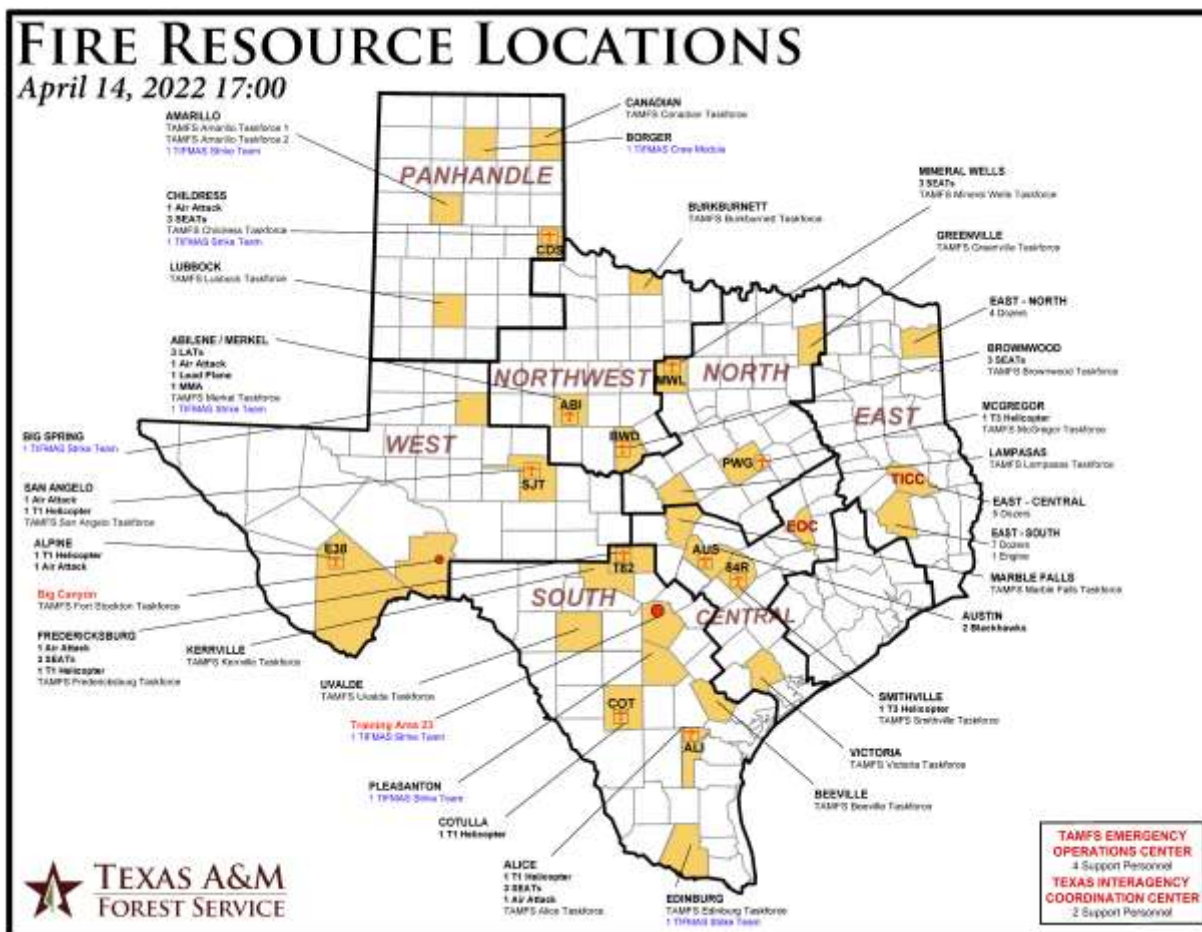 FIRE RESOURCE LOCATIONS
April 14, 2022 17:00
AMARILLO
TAMFS Amarillo Taskforce 1
TAMFS Amarillo Taskforce 2
1 TIFMAS Strike Team
CANADIAN
TAMFS Canadian Taskforce
BORGER
1 TIFMAS Crew Module
CHILDRESS
1 Air Attack
3 SEATs
TAMFS Childress Taskforce
1 TIFMAS Strike Team
LUBBOCK
TAMFS Lubbock Taskforce
ABILENE / MERKEL
3 LATs
1 Air Attack
1 Lead Plane
1 MMA
TAMFS Merkel Taskforce
1 TIFMAS Strike Team
BIG SPRING
1 TIFMAS Strike Team
SAN ANGELO
1 Air Attack
1 T1 Helicopter
TAMFS San Angelo Taskforce
ALPINE
1 T1 Helicopter
1 Air Attack
Big Canyon
TAMFS Fort Stockton Taskforce
FREDERICKSBURG
1 Air Attack
SEATs
1 T1 Helicopter
TAMFS Fredericksburg Taskforce
KERRVILLE
TAMFS Kerrville Taskforce
UVALDE
TAMFS Uvalde Taskforce
Training Area 23
1 TIFMAS Strike Team
PLEASANTON
1 TIFMAS Strike Team
COTULLA
1 T1 Helicopter
ALICE
1 T1 Helicopter
3 SEATs
1 Air Attack
TAMFS Alice Taskforce
EDINBURG
TAMFS Edinburg Taskforce
1 TIFMAS Strike Team
BEEVILLE
TAMFS Beeville Taskforce
VICTORIA
TAMFS Victoria Taskforce
SMITHVILLE
1 T3 Helicopter
TAMFS Smithville Taskforce
AUSTIN
2 Blackhawks
MARBLE FALLS
TAMFS Marble Falls Taskforce
EAST - SOUTH
7 Dozers
1 Engine
EAST - CENTRAL
Dozers
LAMPASAS
TAMFS Lampasas Taskforce
MCGREGOR
1 T3 Helicopter
TAMFS McGregor Taskforce
BROWNWOOD
3 SEATs
TAMFS Brownwood Taskforce
EAST - NORTH
4 Dozers
GREENVILLE
TAMFS Greenville Taskforce
MINERAL WELLS
3 SEATs
TAMFS Mineral Wells Taskforce
BURKBURNETT
TAMFS Burkburnett Taskforce
PANHANDLE
CDS
NORTHWEST
MWL
NORTH
ABI
EAST
WEST
BWD
PWG
SJT
TICC
EOC
E38
T82
AUS
84R
SOUTH
CENTRAL
COT
ALI
TEXAS A&M
FOREST SERVICE
TAMFS EMERGENCY
OPERATIONS CENTER
4 Support Personnel
TEXAS INTERAGENCY
COORDINATION CENTER
2 Support Personnel